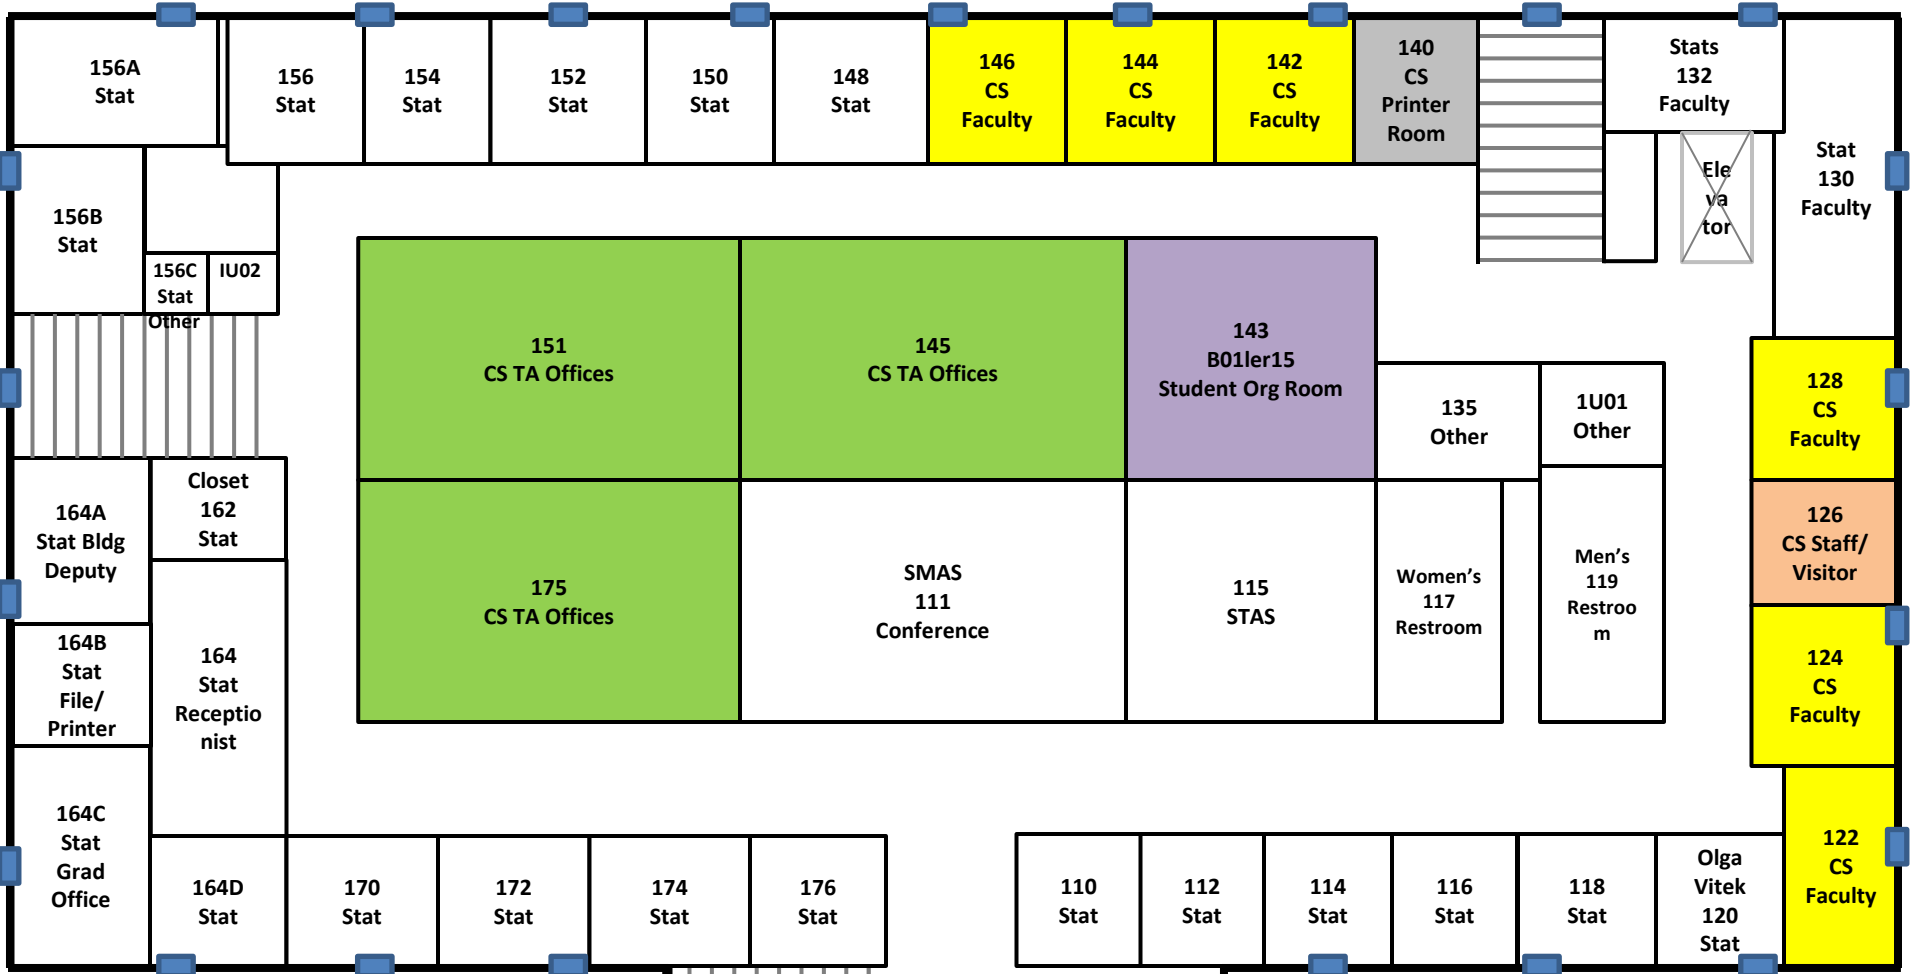 156A
Stat
156
Stat
154
Stat
152
Stat
150
Stat
148
Stat
146
CS
Faculty
144
CS
Faculty
142
CS
Faculty
140
CS
Printer
Room
Stats
132
Faculty
Stat
130
Faculty
Ele
va
tor
156B
Stat
156C
Stat
Other
IU02
151
CS TA Offices
145
CS TA Offices
143
B01ler15
Student Org Room
135
Other
1U01
Other
128
CS
Faculty
126
CS Staff/
Visitor
124
CS
Faculty
122
CS
Faculty
Closet
162
Stat
164A
Stat Bldg
Deputy
164B
Stat
File/
Printer
164
Stat
Receptio
nist
164C
Stat
Grad
Office
175
CS TA Offices
SMAS
111
Conference
115
STAS
Women’s
117
Restroom
Men’s
119
Restroo
m
164D
Stat
170
Stat
172
Stat
174
Stat
176
Stat
110
Stat
112
Stat
114
Stat
116
Stat
118
Stat
Olga
Vitek
120
Stat